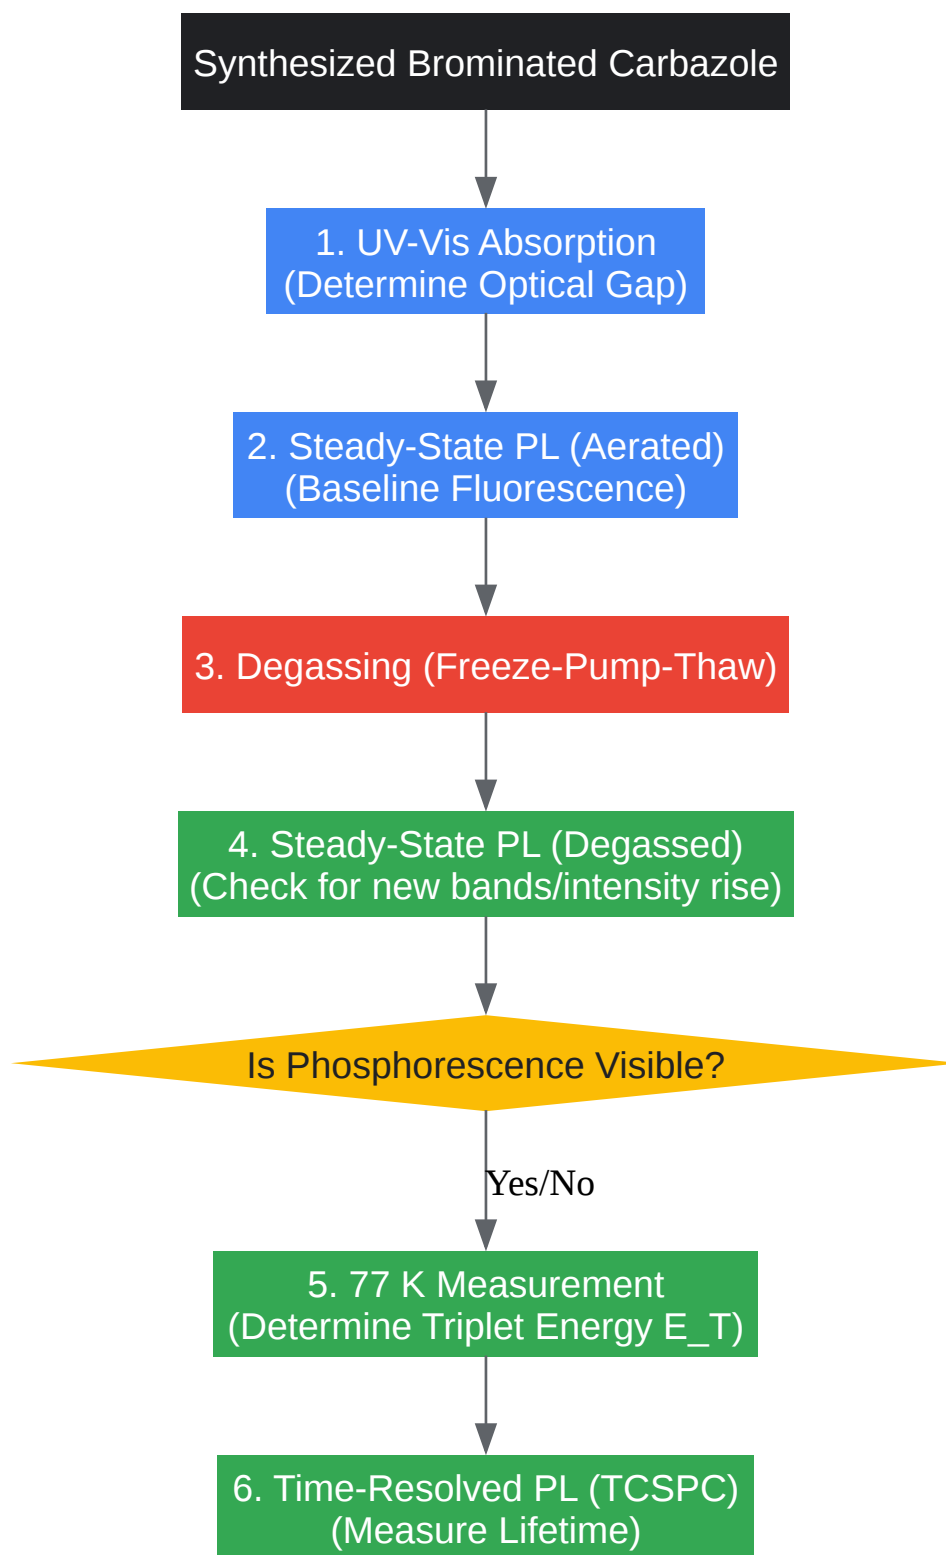 Synthesized Brominated Carbazole
1. UV-Vis Absorption
(Determine Optical Gap)
2. Steady-State PL (Aerated)
(Baseline Fluorescence)
3. Degassing (Freeze-Pump-Thaw)
4. Steady-State PL (Degassed)
(Check for new bands/intensity rise)
Is Phosphorescence Visible?
Yes/No
5. 77 K Measurement
(Determine Triplet Energy E_T)
6. Time-Resolved PL (TCSPC)
(Measure Lifetime)